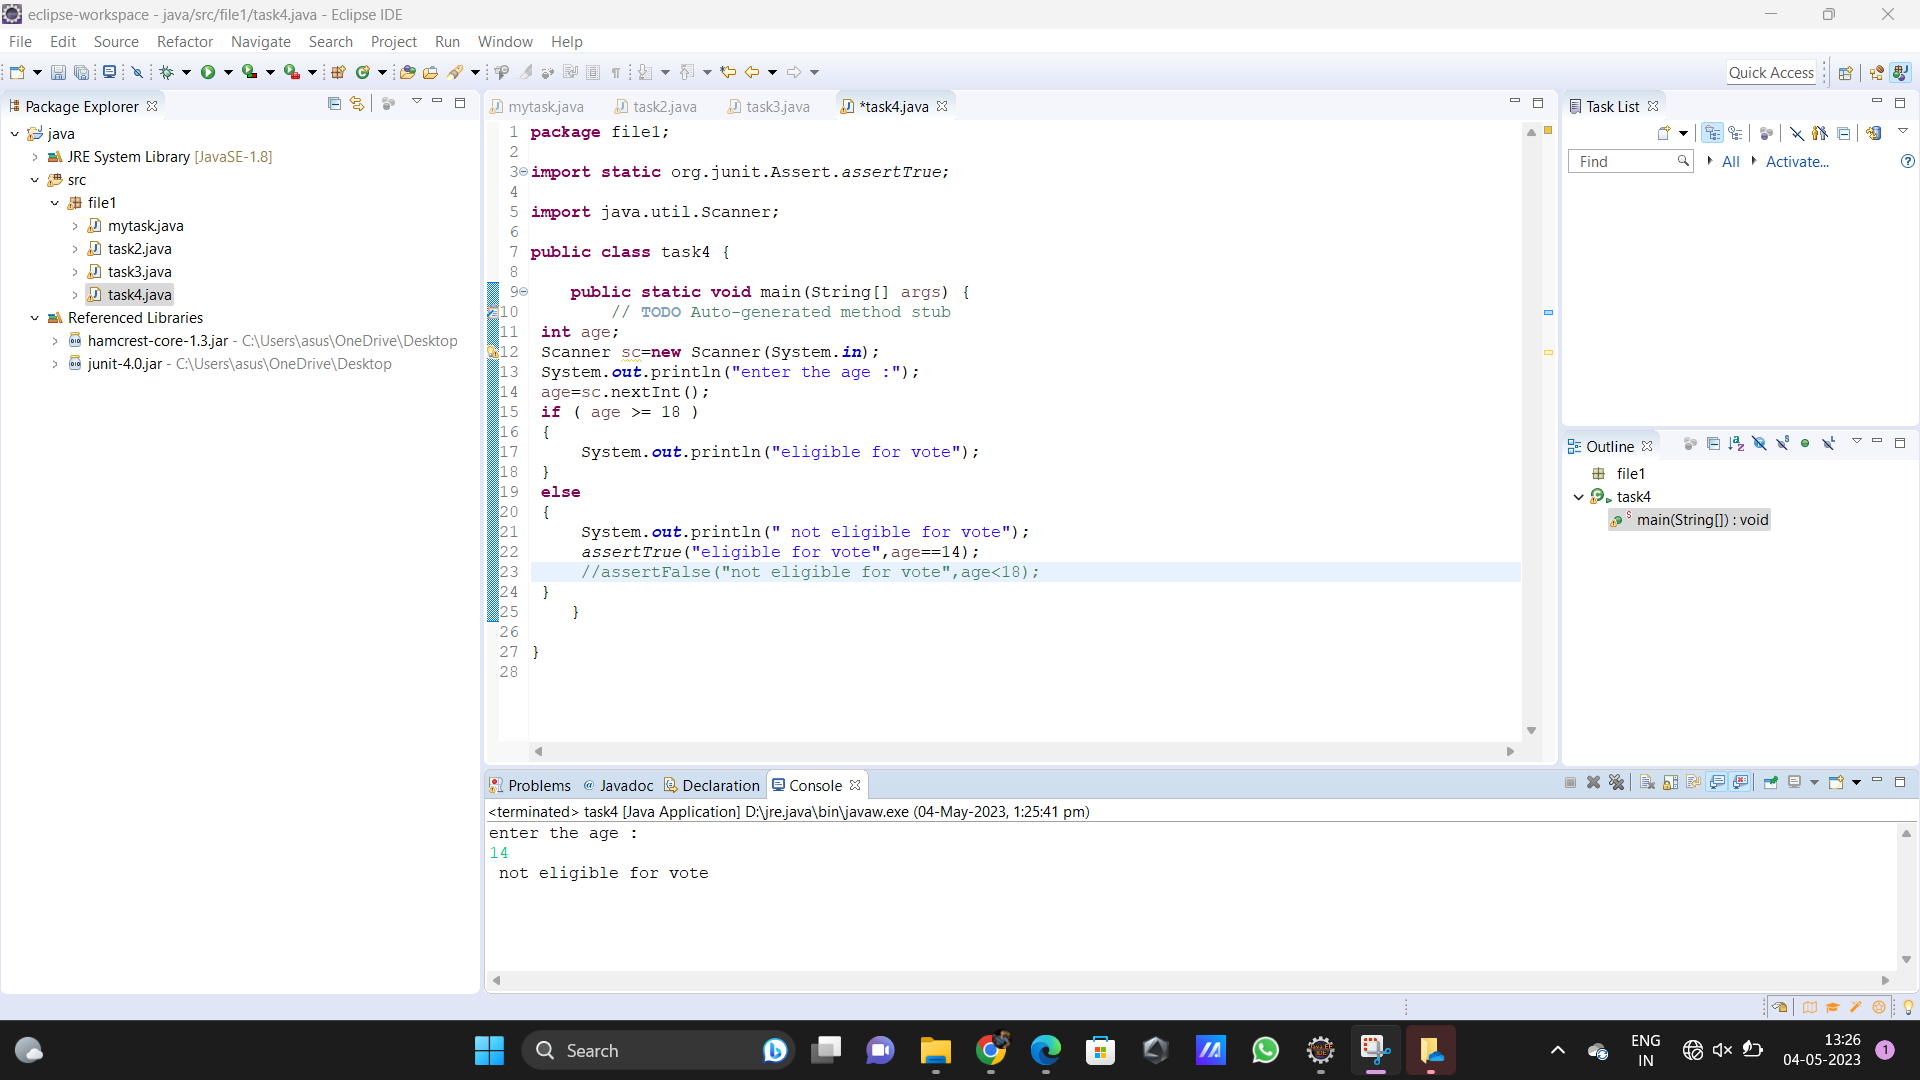 eclipse-workspace - java/src/file1/task4.java - Eclipse IDE
File Edit Source Refactor Navigate Search Project Run Window Help
Quick Access
Package Explorer
java
JRE System Library [JavaSE-1.8]
src
file1
mytask.java
task2.java
task3.java
task4.java
Referenced Libraries
hamcrest-core-1.3.jar - C:\Users\asus\OneDrive\Desktop
junit-4.0.jar - C:\Users\asus\OneDrive\Desktop
mytask.java task2.java task3.java *task4.java
1 package file1;
2
3 import static org.junit.Assert.assertTrue;
4
5 import java.util.Scanner;
6
7 public class task4 {
8
9 public static void main(String[] args) {
10 // TODO Auto-generated method stub
11 int age;
12 Scanner sc=new Scanner(System.in);
13 System.out.println("enter the age :");
14 age=sc.nextInt();
15 if ( age >= 18 )
16 {
17 System.out.println("eligible for vote");
18 }
19 else
20 {
21 System.out.println(" not eligible for vote");
22 assertTrue("eligible for vote",age==14);
23 //assertFalse("not eligible for vote",age<18);
24 }
25 }
26
27 }
28
Task List
Find All Activate...
Outline
file1
task4
main(String[]) : void
Problems Javadoc Declaration Console
<terminated> task4 [Java Application] D:\jre.java\bin\javaw.exe (04-May-2023, 1:25:41 pm)
enter the age :
14
not eligible for vote
Search
ENG
IN
13:26
04-05-2023
1